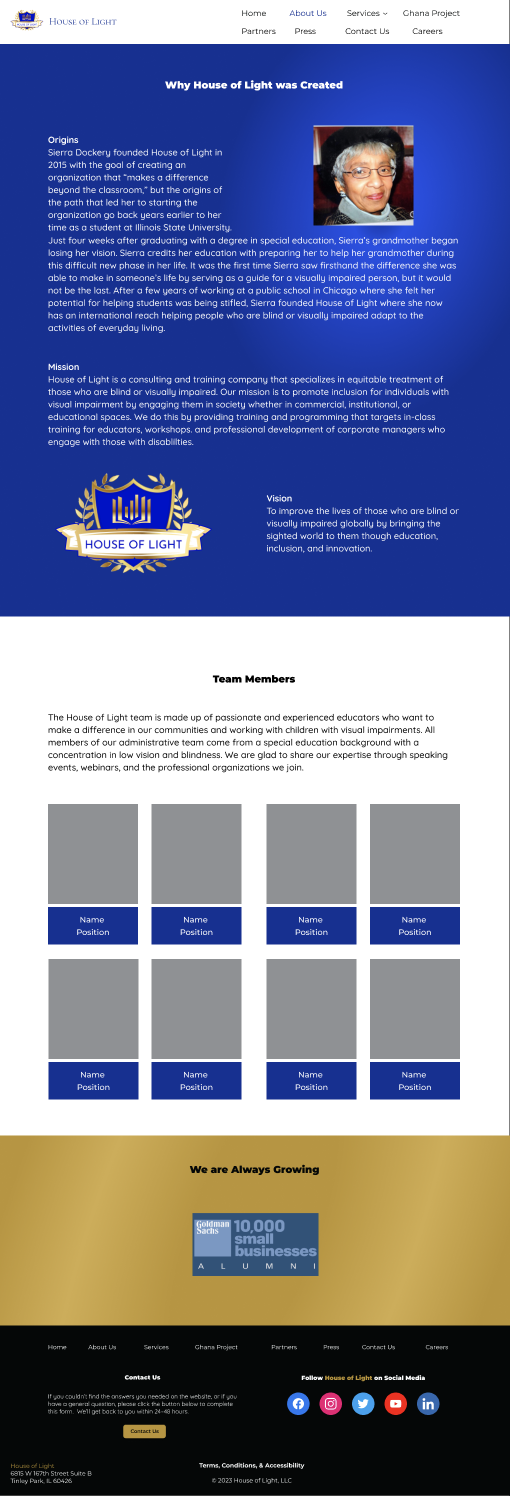 House of Light
Home About Us Services Ghana Project
Partners Press Contact Us Careers
Why House of Light was Created
Origins
Sierra Dockery founded House of Light in
2015 with the goal of creating an
organization that “makes a difference
beyond the classroom,” but the origins of
the path that led her to starting the
organization go back years earlier to her
time as a student at Illinois State University.
Just four weeks after graduating with a degree in special education, Sierra’s grandmother began
losing her vision. Sierra credits her education with preparing her to help her grandmother during
this difficult new phase in her life. It was the first time Sierra saw firsthand the difference she was
able to make in someone’s life by serving as a guide for a visually impaired person, but it would
not be the last. After a few years of working at a public school in Chicago where she felt her
potential for helping students was being stifled, Sierra founded House of Light where she now
has an international reach helping people who are blind or visually impaired adapt to the
activities of everyday living.
Mission
House of Light is a consulting and training company that specializes in equitable treatment of
those who are blind or visually impaired. Our mission is to promote inclusion for individuals with
visual impairment by engaging them in society whether in commercial, institutional, or
educational spaces. We do this by providing training and programming that targets in-class
training for educators, workshops. and professional development of corporate managers who
engage with those with disablilties.
HOUSE OF LIGHT
Vision
To improve the lives of those who are blind or
visually impaired globally by bringing the
sighted world to them though education,
inclusion, and innovation.
Team Members
The House of Light team is made up of passionate and experienced educators who want to
make a difference in our communities and working with children with visual impairments. All
members of our administrative team come from a special education background with a
concentration in low vision and blindness. We are glad to share our expertise through speaking
events, webinars, and the professional organizations we join.
Name Name Name Name
Position Position Position Position
Name Name Name Name
Position Position Position Position
We are Always Growing
Goldman
Sachs
10,000
small
businesses
ALUMNI
Home About Us Services Ghana Project Partners Press Contact Us Careers
Contact Us
If you couldn't find the answers you needed on the website, or if you
have a general question, please click the button below to complete
this form. We'll get back to you within 24-48 hours.
Contact Us
Follow House of Light on Social Media
House of Light
6815 W 167th Street Suite B
Tinley Park, IL 60426
Terms, Conditions, & Accessibility
© 2023 House of Light, LLC